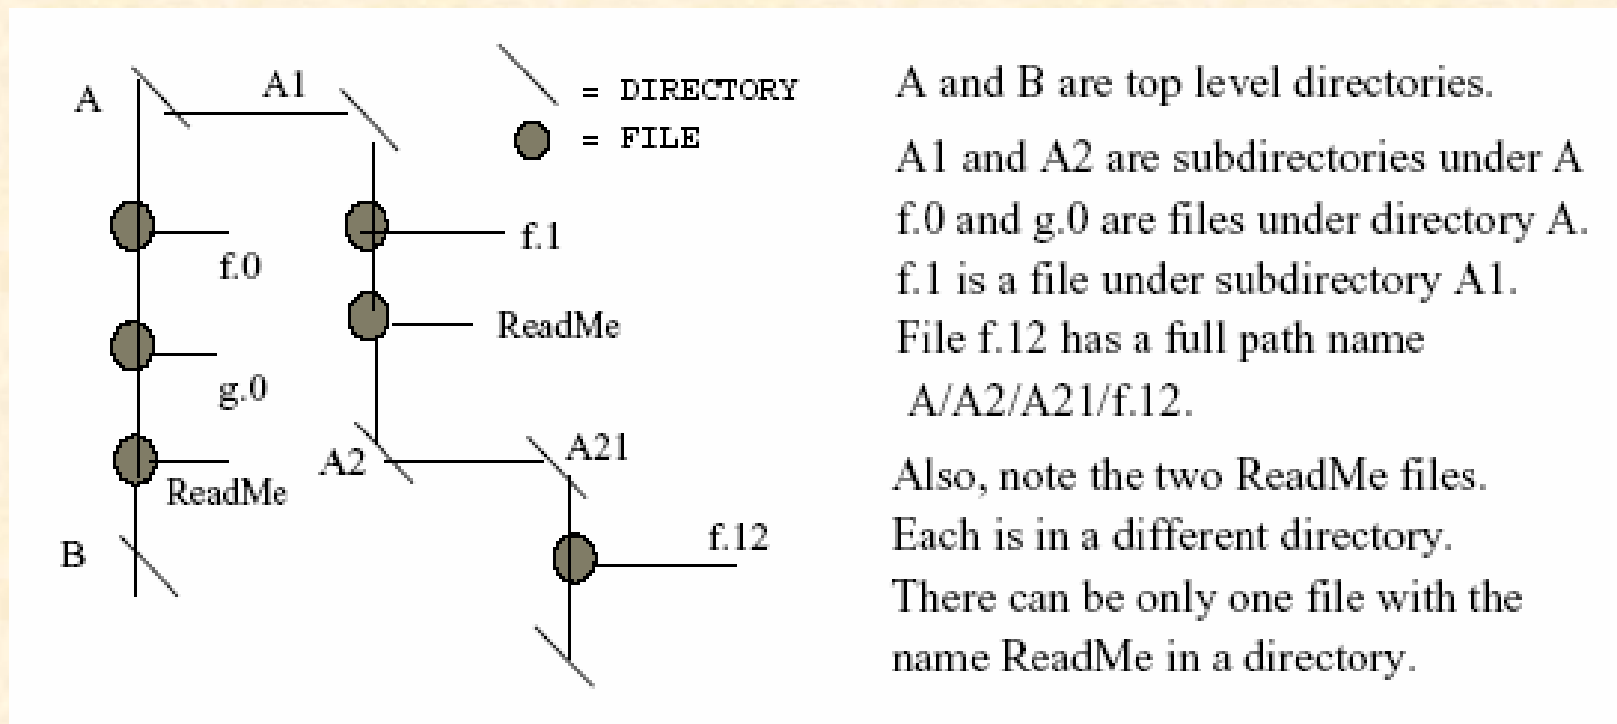 A
A1
= DIRECTORY
= FILE
f.0
f.1
g.0
ReadMe
ReadMe
A2
A21
B
f.12
A and B are top level directories.
A1 and A2 are subdirectories under A
f.0 and g.0 are files under directory A.
f.1 is a file under subdirectory A1.
File f.12 has a full path name
A/A2/A21/f.12.
Also, note the two ReadMe files.
Each is in a different directory.
There can be only one file with the
name ReadMe in a directory.